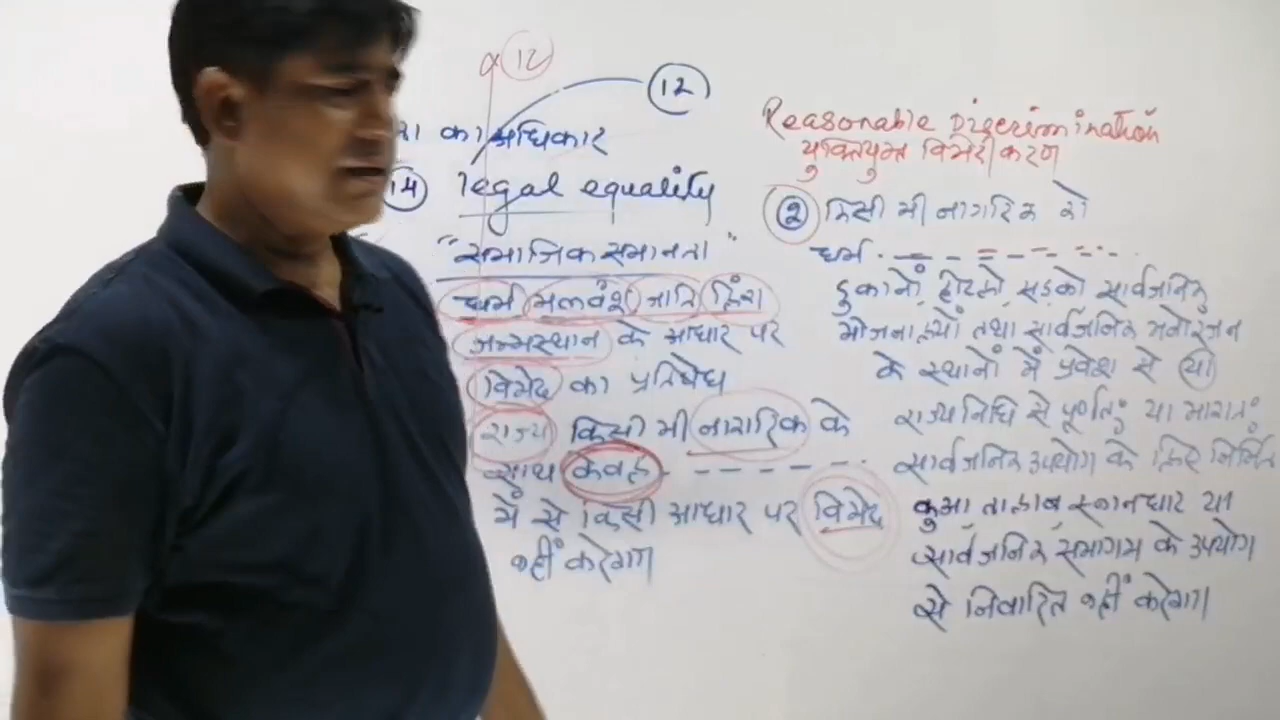 12
12
का अधिकार
14 legal equality
"समाजिक समानता"
धर्म मूलवंश जाति लिंग
जन्मस्थान के आधार पर
विभेद का प्रतिषेध
राज्य किसी भी नागरिक के
साथ केवल - - - - - - -
में से किसी आधार पर विभेद
नहीं करेगा।
Reasonable Discrimination
युक्तियुक्त विभेदीकरण
2 किसी भी नागरिक को
धर्म - = = - = - -
दुकानों, होटलों, सड़को सार्वजनिक
भोजनालयों तथा सार्वजनिक मनोरंजन
के स्थानों में प्रवेश से (या)
राज्य निधि से पूर्णतः या भागतः
सार्वजनिक उपयोग के लिए निर्मित
कुआ, तालाब, स्नानघाट या
सार्वजनिक समागम के उपयोग
से निवारित नहीं करेगा।